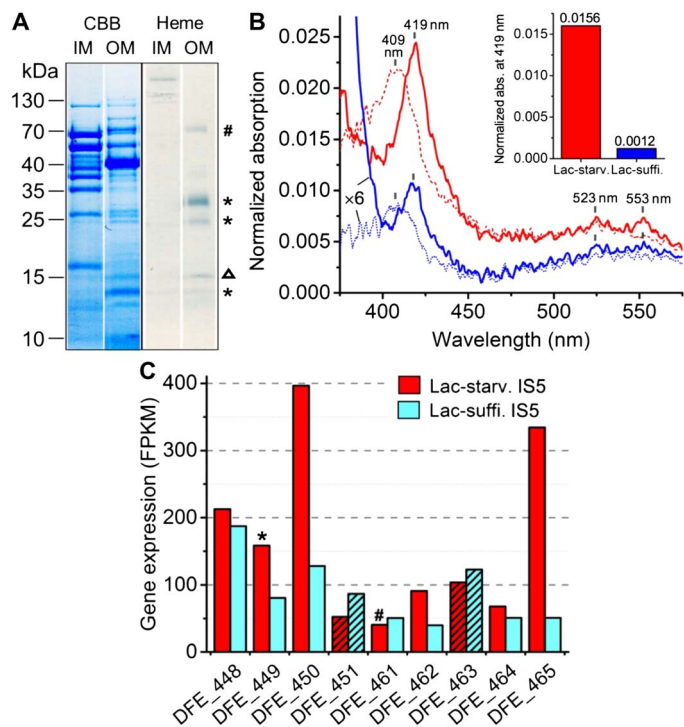 A
CBB Heme
IM OM IM OM
kDa
130
70
40
35
25
15
10
#
*
*
Δ
*
B
Normalized absorption
0.025
0.020
0.015
0.010
0.005
0.000
409
nm
419 nm
×6
523 nm 553 nm
400 450 500 550
Wavelength (nm)
Normalized abs. at 419 nm
0.0156
0.015
0.010
0.005
0.000
0.0012
Lac-starv. Lac-suffi.
C
Gene expression (FPKM)
400
300
200
100
0
Lac-starv. IS5
Lac-suffi. IS5
*
#
DFE_448 DFE_449 DFE_450 DFE_451 DFE_461 DFE_462 DFE_463 DFE_464 DFE_465